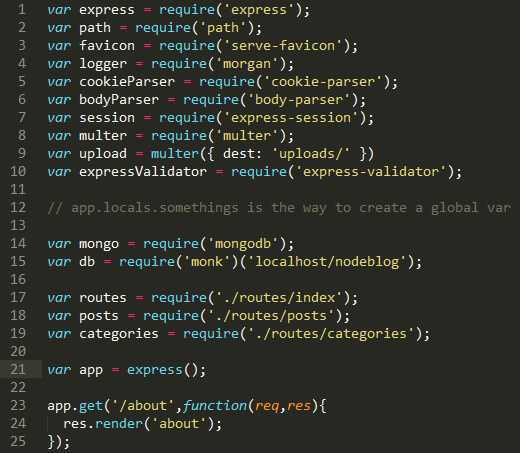 1 var express = require('express');
2 var path = require('path');
3 var favicon = require('serve-favicon');
4 var logger = require('morgan');
5 var cookieParser = require('cookie-parser');
6 var bodyParser = require('body-parser');
7 var session = require('express-session');
8 var multer = require('multer');
9 var upload = multer({ dest: 'uploads/' })
10 var expressValidator = require('express-validator');
11
12 // app.locals.somethings is the way to create a global var
13
14 var mongo = require('mongodb');
15 var db = require('monk')('localhost/nodeblog');
16
17 var routes = require('./routes/index');
18 var posts = require('./routes/posts');
19 var categories = require('./routes/categories');
20
21 var app = express();
22
23 app.get('/about',function(req,res){
24   res.render('about');
25 });